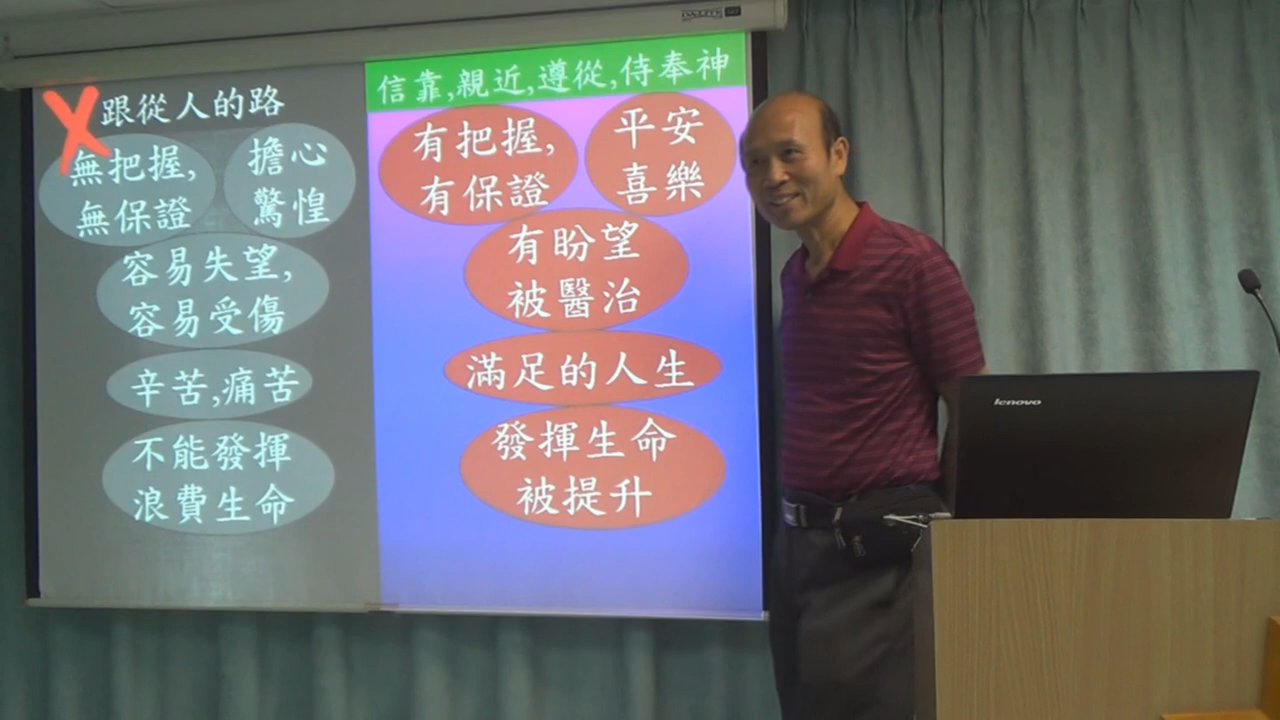 DA-LITE
跟從人的路
無把握,
無保證
擔心
驚惶
容易失望,
容易受傷
辛苦,痛苦
不能發揮
浪費生命
信靠,親近,遵從,侍奉神
有把握,
有保證
平安
喜樂
有盼望
被醫治
滿足的人生
發揮生命
被提升
lenovo